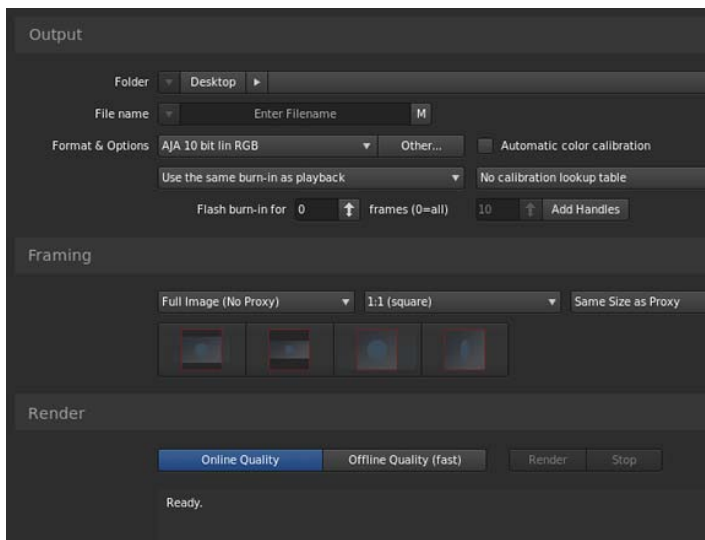 Output
Folder Desktop
File name Enter Filename M
Format & Options AJA 10 bit lin RGB Other... Automatic color calibration
Use the same burn-in as playback No calibration lookup table
Flash burn-in for 0 frames (0=all) 10 Add Handles
Framing
Full Image (No Proxy) 1:1 (square) Same Size as Proxy
Render
Online Quality Offline Quality (fast) Render Stop
Ready.